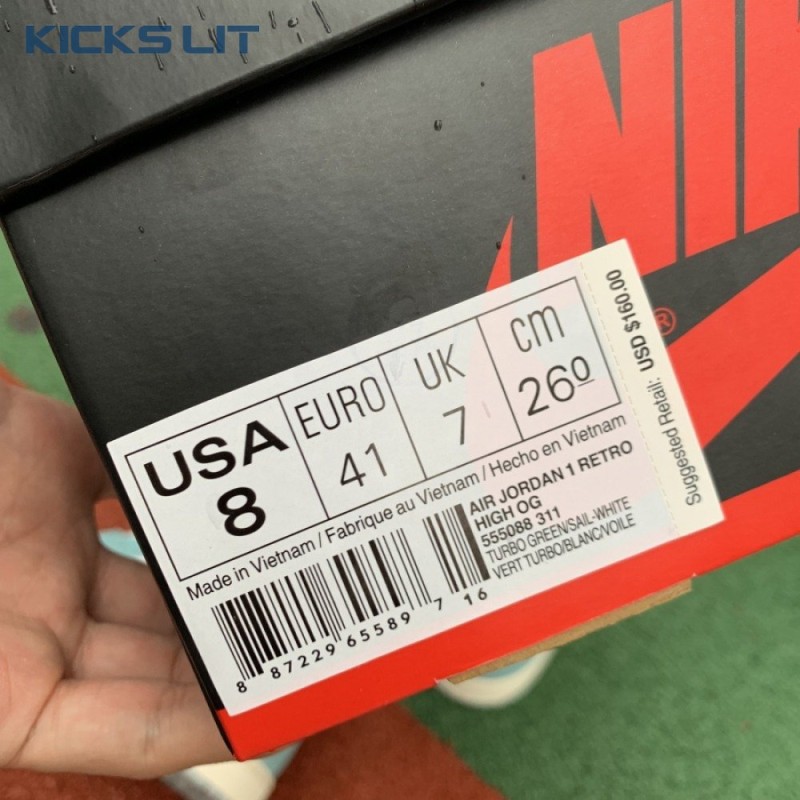 KICKS LIT
NIK
®
USA
8
EURO
41
UK
7
cm
26⁰
Suggested Retail: USD $160.00
Made in Vietnam / Fabrique au Vietnam / Hecho en Vietnam
AIR JORDAN 1 RETRO
HIGH OG
555088 311
TURBO GREEN/SAIL-WHITE
VERT TURBO/BLANC/VOILE
8 87229 65589 7 16